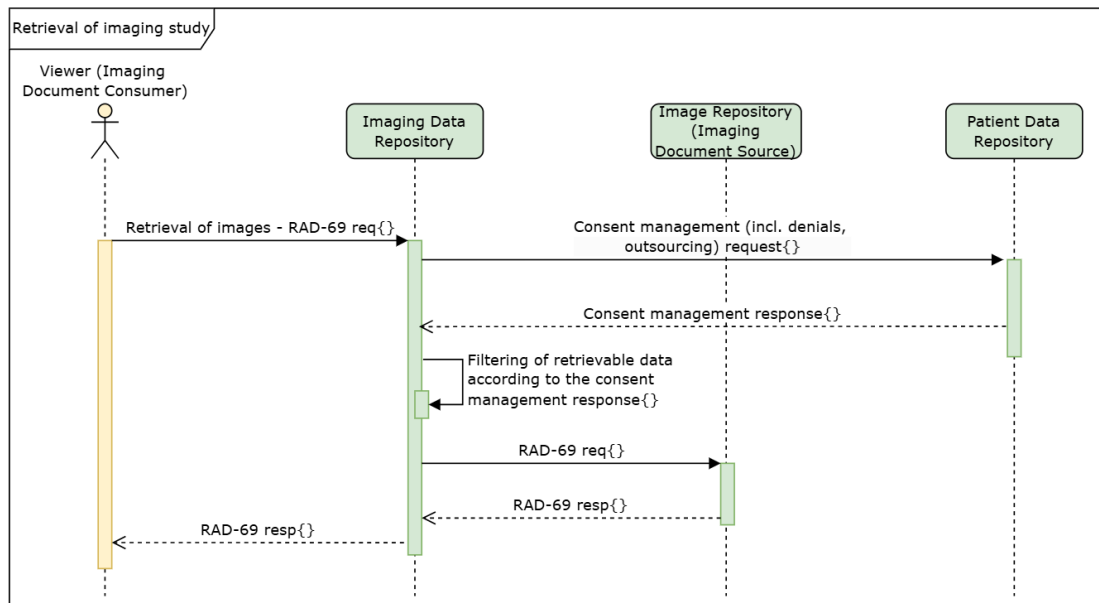 Retrieval of imaging study
Viewer (Imaging
Document Consumer)
Imaging Data
Repository
Image Repository
(Imaging
Document Source)
Patient Data
Repository
Retrieval of images - RAD-69 req{}
Consent management (incl. denials,
outsourcing) request{}
Consent management response{}
Filtering of retrievable data
according to the consent
management response{}
RAD-69 req{}
RAD-69 resp{}
RAD-69 resp{}